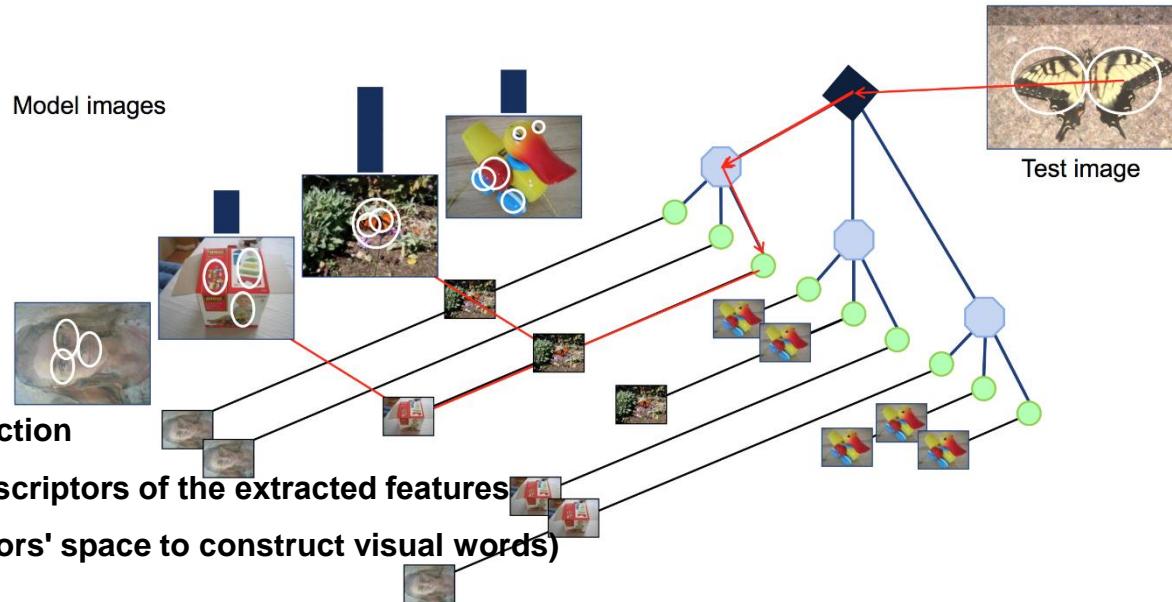 Model images
Test image
ction
scriptors of the extracted features
ors' space to construct visual words)